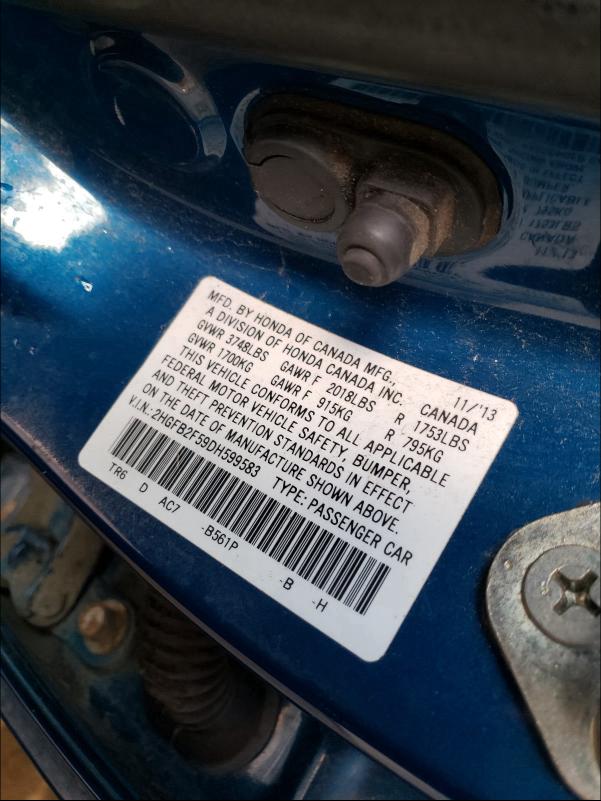 MFD. BY HONDA OF CANADA MFG., 11/'13
A DIVISION OF HONDA CANADA INC. CANADA
GVWR 3748LBS GAWR F 2018LBS R 1753LBS
GVWR 1700KG GAWR F 915KG R 795KG
THIS VEHICLE CONFORMS TO ALL APPLICABLE
FEDERAL MOTOR VEHICLE SAFETY, BUMPER,
AND THEFT PREVENTION STANDARDS IN EFFECT
ON THE DATE OF MANUFACTURE SHOWN ABOVE.
V.I.N.: 2HGFB2F59DH599583 TYPE: PASSENGER CAR
TR6 D AC7 -B561P -B -H